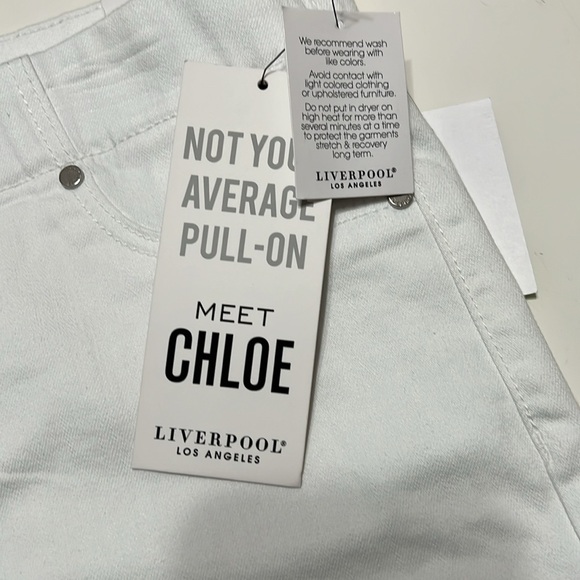 We recommend wash
before wearing with
like colors.
Avoid contact with
light colored clothing
or upholstered furniture.
Do not put in dryer on
high heat for more than
several minutes at a time
to protect the garments
stretch & recovery
long term.
LIVERPOOL®
LOS ANGELES
NOT YOU
AVERAGE
PULL-ON
MEET
CHLOE
LIVERPOOL®
LOS ANGELES